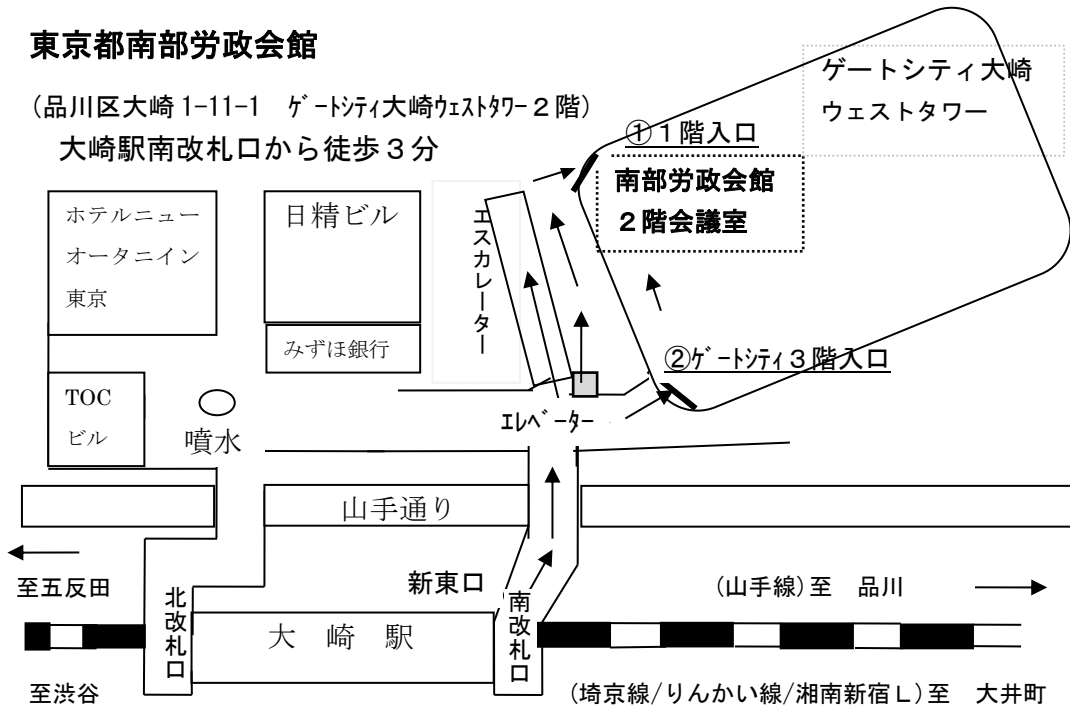 東京都南部労政会館
(品川区大崎1-11-1 ゲートシティ大崎ウェストタワー2階)
大崎駅南改札口から徒歩３分
ゲートシティ大崎
ウェストタワー
①１階入口
南部労政会館
２階会議室
ホテルニュー
オータニイン
東京
日精ビル
みずほ銀行
エスカレーター
②ゲートシティ３階入口
TOC
ビル
噴水
エレベーター
山手通り
至五反田
新東口
(山手線)至 品川
北改札口
大 崎 駅
南改札口
至渋谷
(埼京線/りんかい線/湘南新宿Ｌ)至 大井町